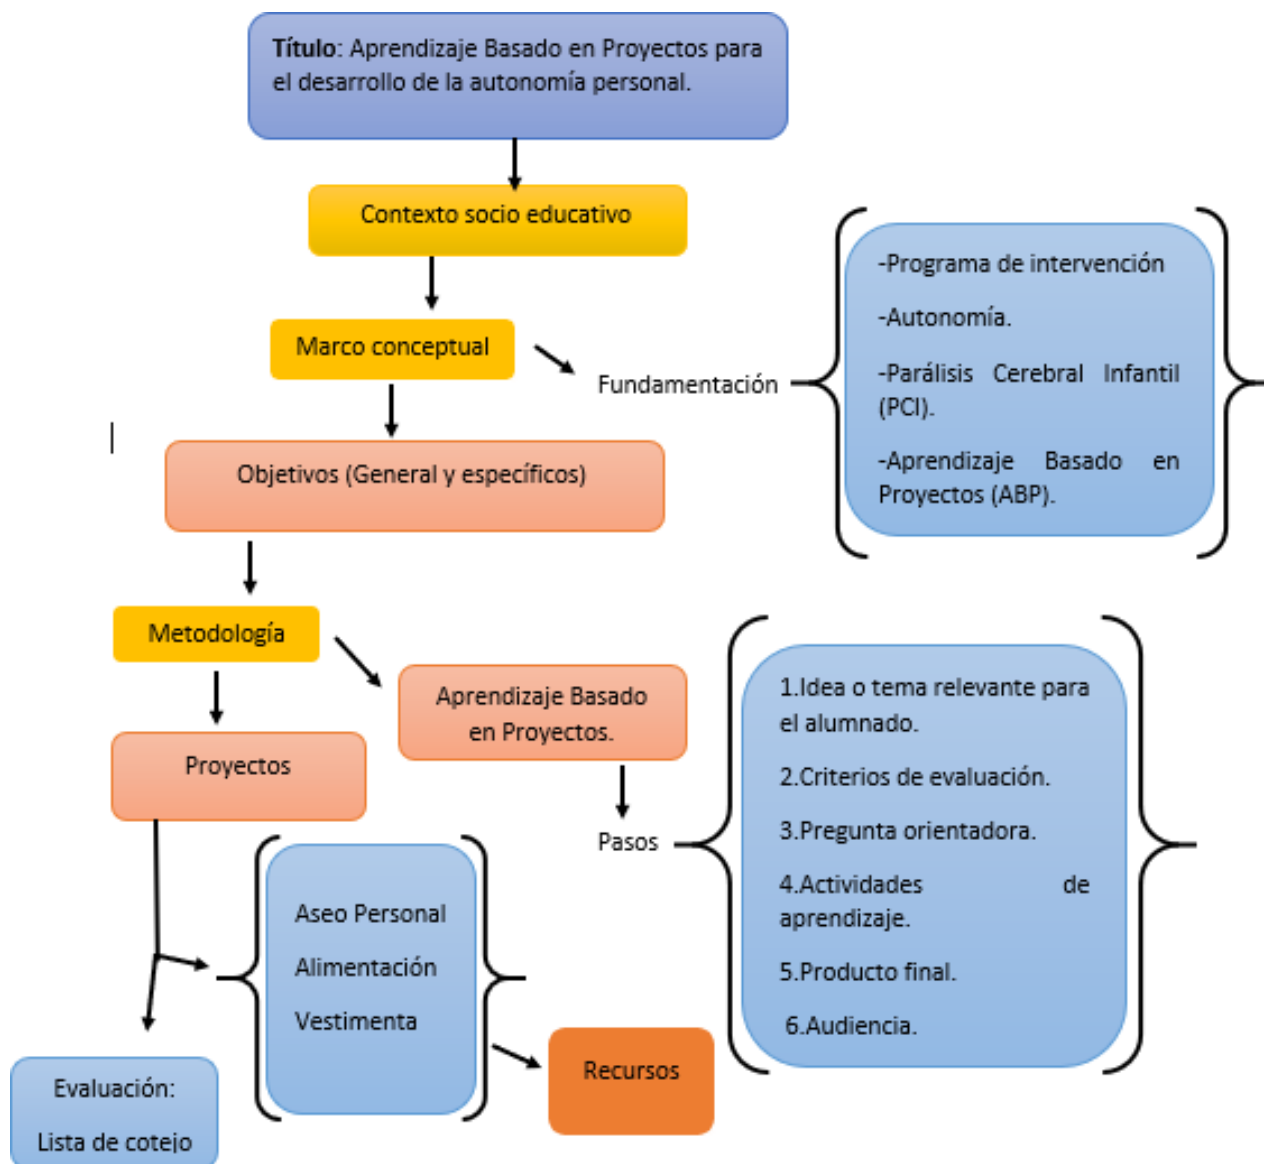 Título: Aprendizaje Basado en Proyectos para
el desarrollo de la autonomía personal.
Contexto socio educativo
Marco conceptual
Fundamentación
-Programa de intervención
-Autonomía.
-Parálisis Cerebral Infantil
(PCI).
-Aprendizaje Basado en
Proyectos (ABP).
Objetivos (General y específicos)
Metodología
Aprendizaje Basado
en Proyectos.
Proyectos
Pasos
1.Idea o tema relevante para
el alumnado.
2.Criterios de evaluación.
3.Pregunta orientadora.
4.Actividades de
aprendizaje.
5.Producto final.
6.Audiencia.
Aseo Personal
Alimentación
Vestimenta
Recursos
Evaluación:
Lista de cotejo